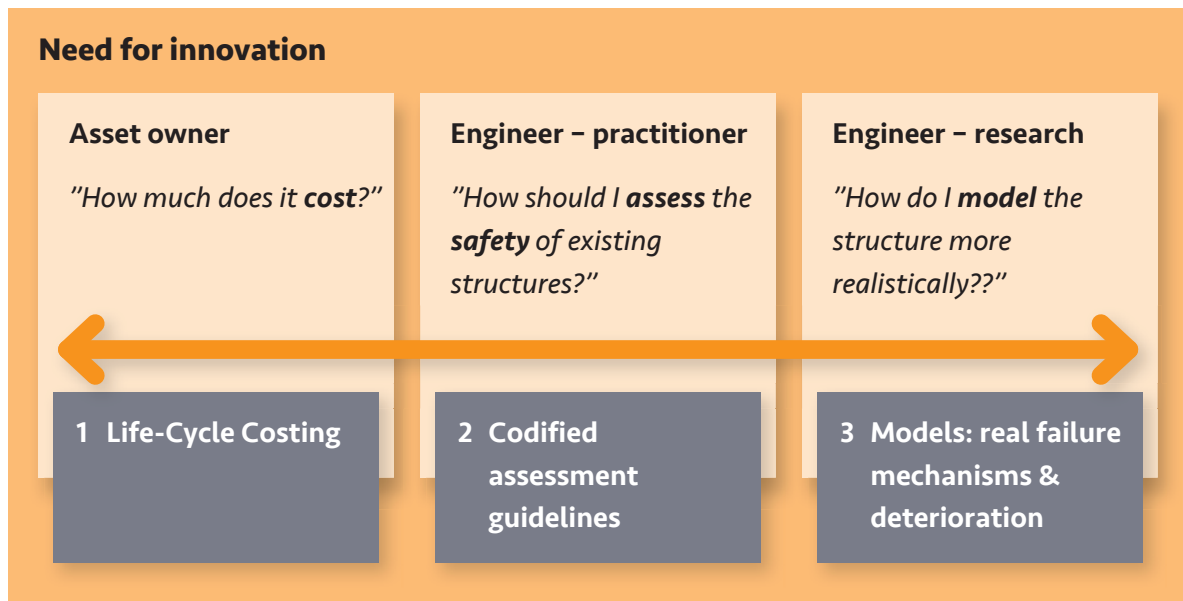 Need for innovation
Asset owner
”How much does it cost?”
Engineer – practitioner
”How should I assess the
safety of existing
structures?”
Engineer – research
”How do I model the
structure more
realistically??”
1 Life-Cycle Costing
2 Codified
assessment
guidelines
3 Models: real failure
mechanisms &
deterioration